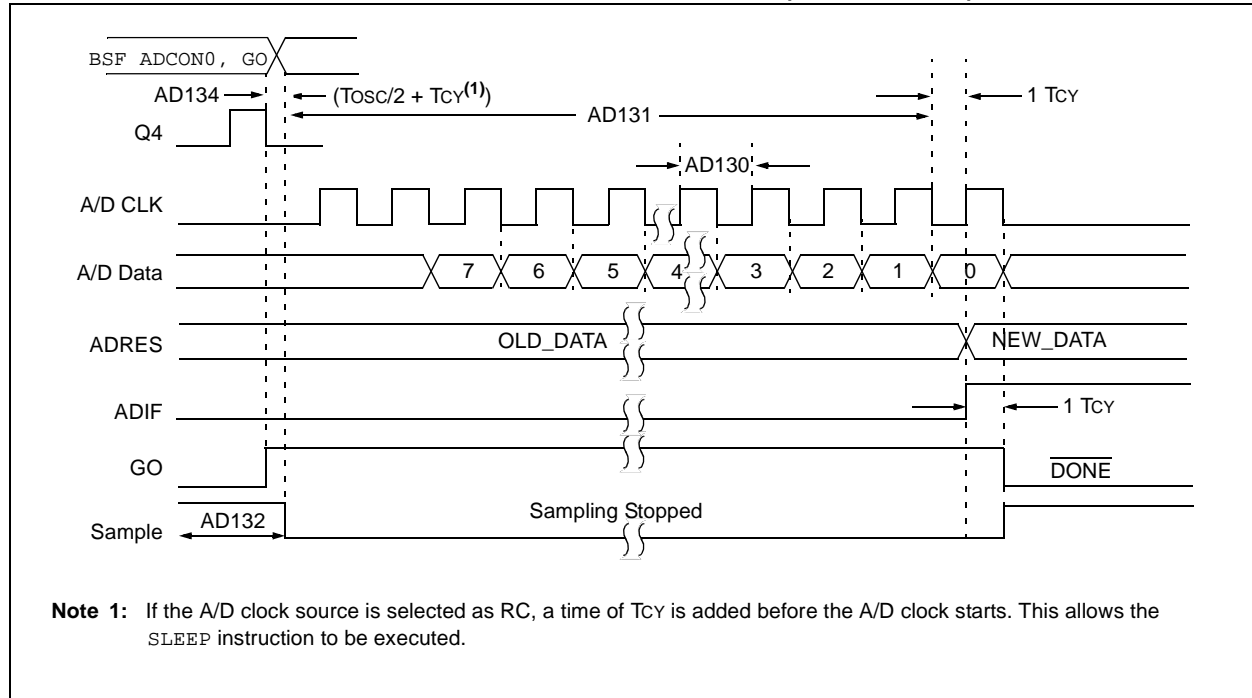 BSF ADCON0, GO
AD134
(TOSC/2 + TCY(1))
1 TCY
AD131
Q4
AD130
A/D CLK
A/D Data
7
6
5
4
3
2
1
0
ADRES
OLD_DATA
NEW_DATA
ADIF
1 TCY
GO
DONE
Sample
AD132
Sampling Stopped
Note 1: If the A/D clock source is selected as RC, a time of TCY is added before the A/D clock starts. This allows the
SLEEP instruction to be executed.